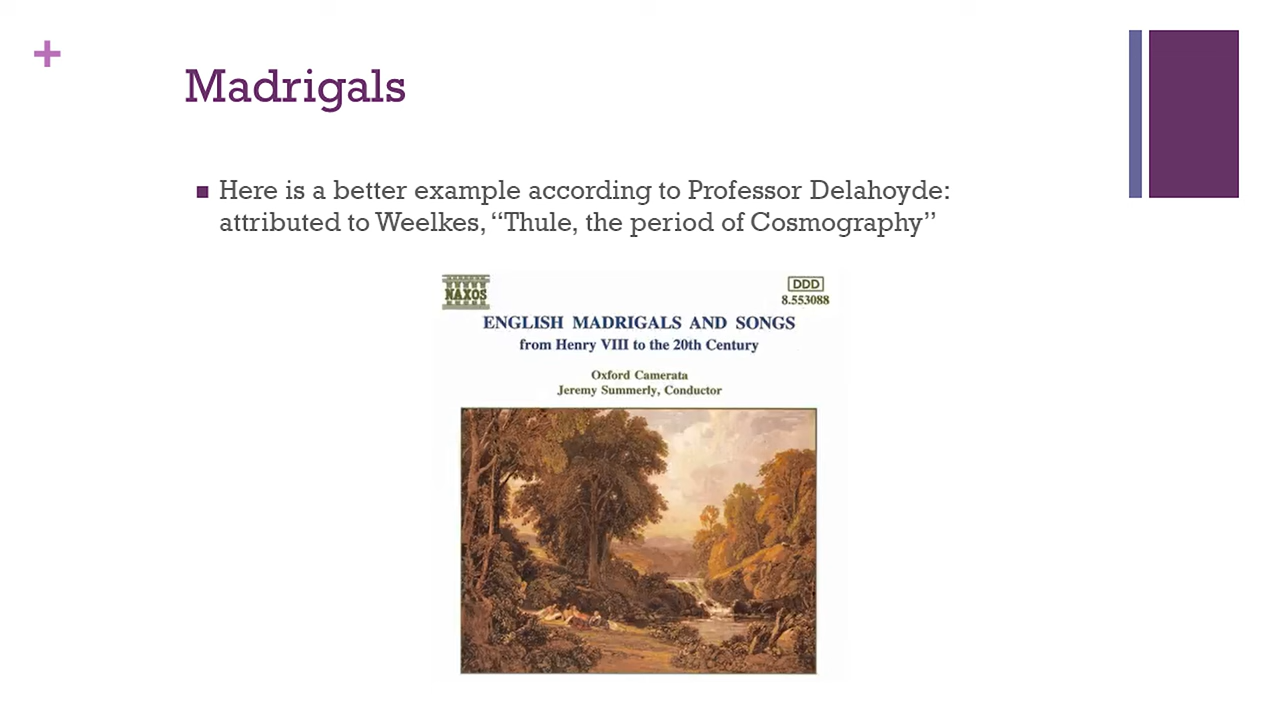 +
Madrigals
Here is a better example according to Professor Delahoyde:
attributed to Weelkes, “Thule, the period of Cosmography”
NAXOS
DDD
8.553088
ENGLISH MADRIGALS AND SONGS
from Henry VIII to the 20th Century
Oxford Camerata
Jeremy Summerly, Conductor